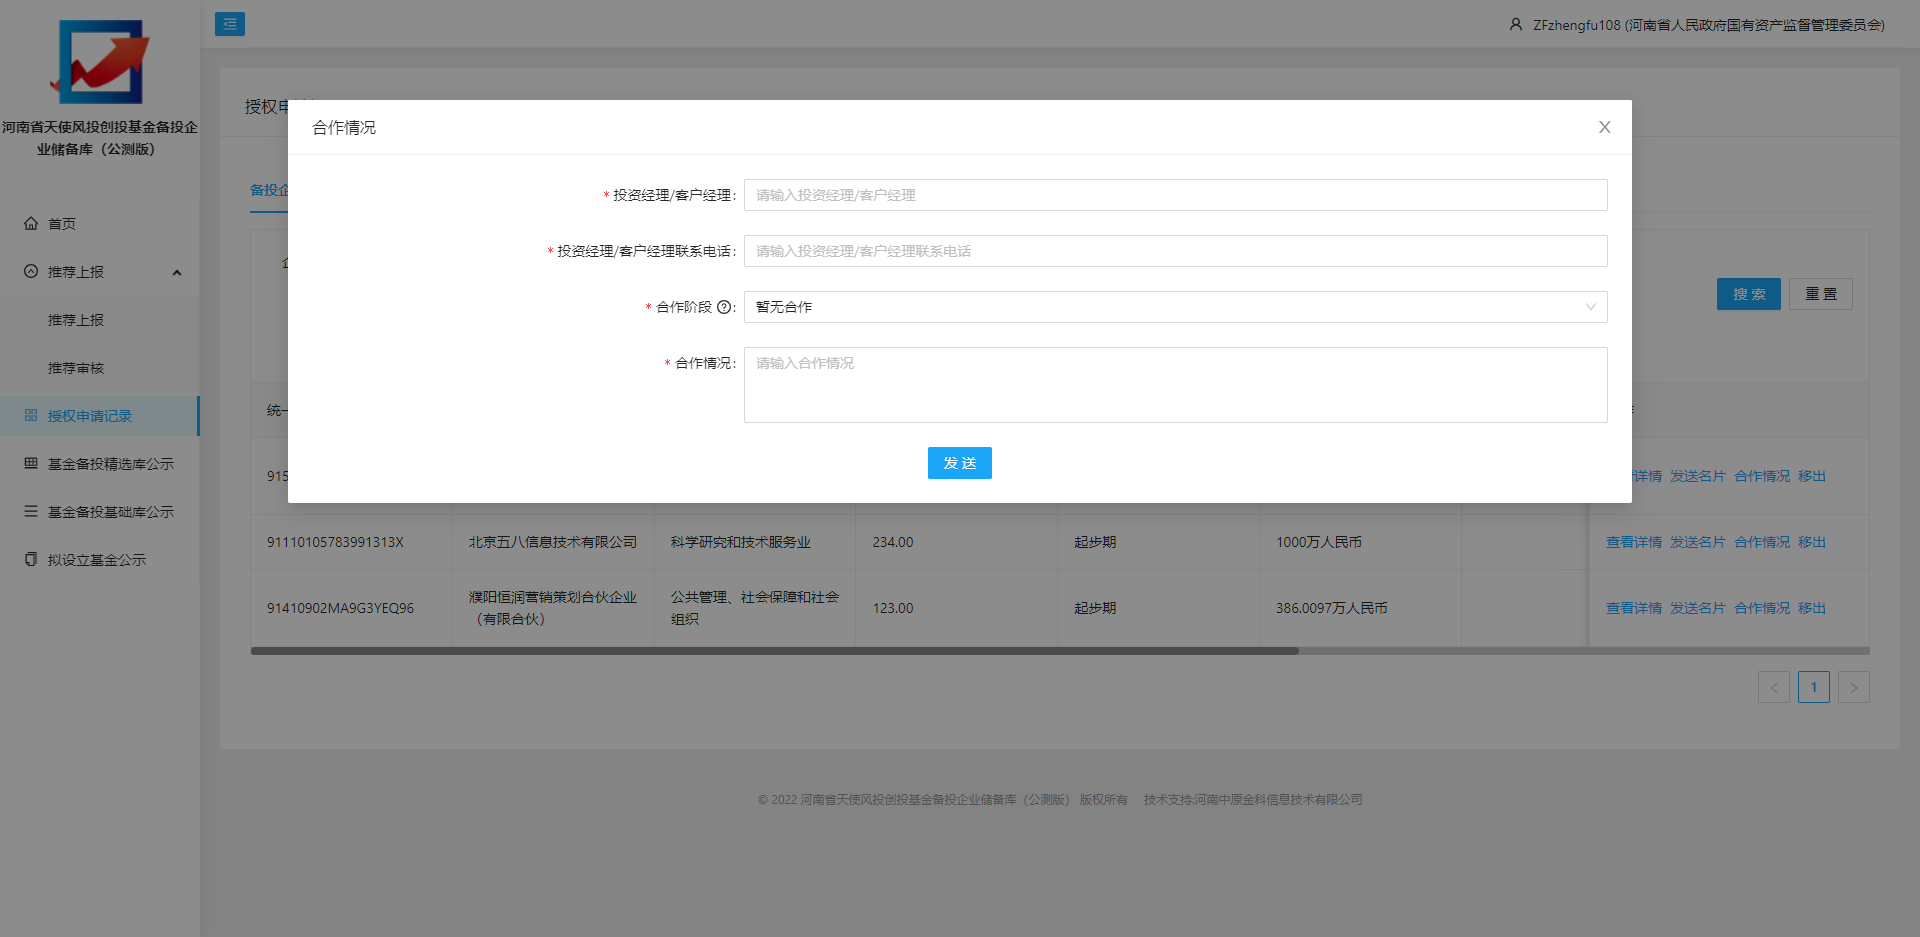 河南省天使风投创投基金备投企
业储备库（公测版）
首页
推荐上报
推荐上报
推荐审核
授权申请记录
基金备投精选库公示
基金备投基础库公示
拟设立基金公示
ZFzhengfu108 (河南省人民政府国有资产监督管理委员会)
授权申
备投企
合作情况
* 投资经理/客户经理:
请输入投资经理/客户经理
* 投资经理/客户经理联系电话:
请输入投资经理/客户经理联系电话
* 合作阶段 :
暂无合作
* 合作情况:
请输入合作情况
发 送
搜 索
重 置
统一
915
详情 发送名片 合作情况 移出
91110105783991313X
北京五八信息技术有限公司
科学研究和技术服务业
234.00
起步期
1000万人民币
查看详情 发送名片 合作情况 移出
91410902MA9G3YEQ96
濮阳恒润营销策划合伙企业
（有限合伙）
公共管理、社会保障和社会
组织
123.00
起步期
386.0097万人民币
查看详情 发送名片 合作情况 移出
1
© 2022 河南省天使风投创投基金备投企业储备库（公测版） 版权所有 技术支持:河南中原金科信息技术有限公司